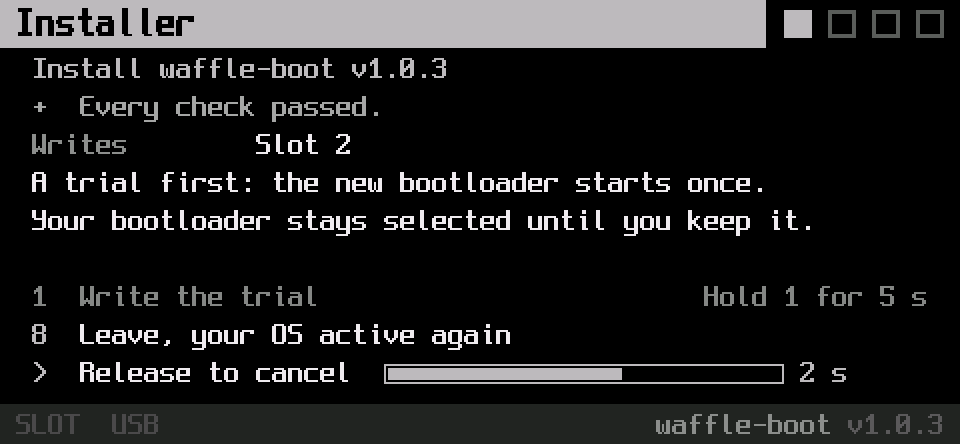 Installer
Install waffle-boot v1.0.3
+ Every check passed.
Writes Slot 2
A trial first: the new bootloader starts once.
Your bootloader stays selected until you keep it.
1 Write the trial Hold 1 for 5 s
8 Leave, your OS active again
> Release to cancel 2 s
SLOT USB waffle-boot v1.0.3